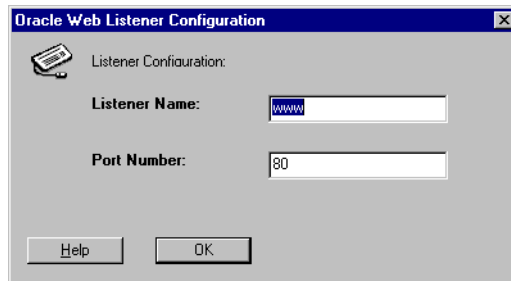 Oracle Web Listener Configuration
Listener Configuration:
Listener Name: www
Port Number: 80
Help OK